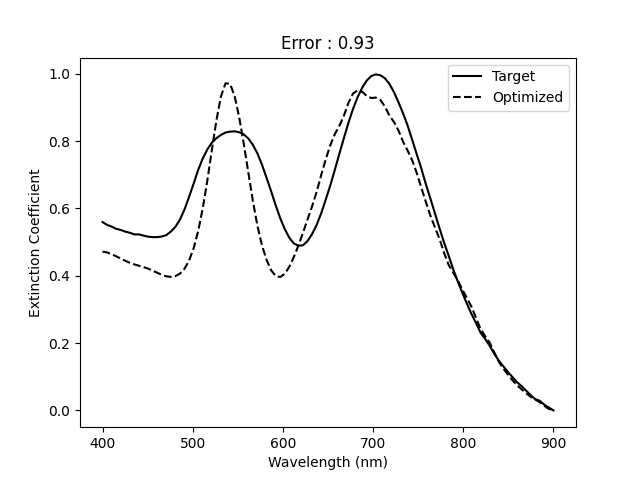 Error : 0.93
Target
Optimized
Extinction Coefficient
1.0
0.8
0.6
0.4
0.2
0.0
400 500 600 700 800 900
Wavelength (nm)